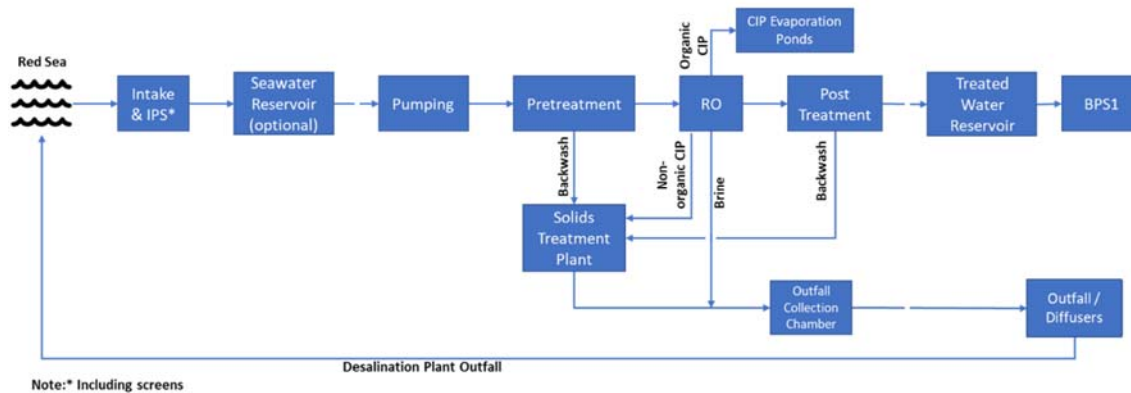 CIP Evaporation
Ponds
Organic
CIP
Red Sea
Intake
& IPS*
Seawater
Reservoir
(optional)
Pumping
Pretreatment
RO
Post
Treatment
Treated
Water
Reservoir
BPS1
Backwash
Non-
organic CIP
Brine
Backwash
Solids
Treatment
Plant
Outfall
Collection
Chamber
Outfall /
Diffusers
Desalination Plant Outfall
Note:* Including screens